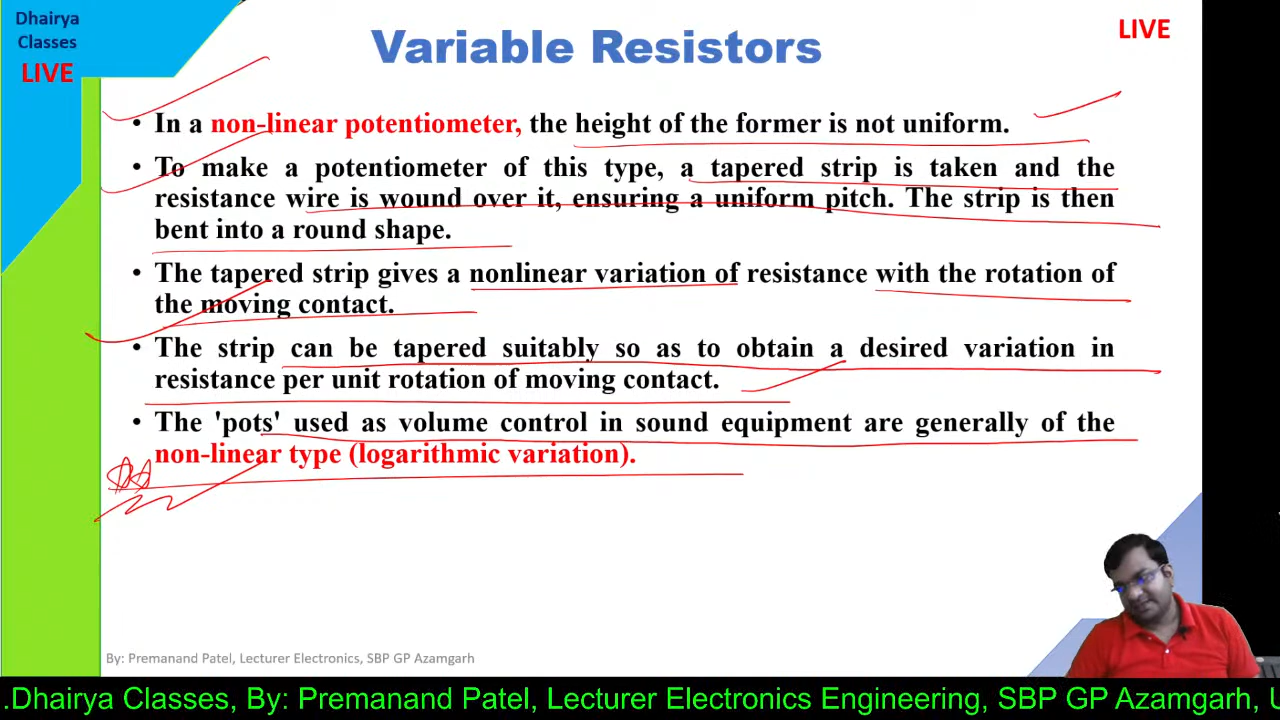 Dhairya
Classes
LIVE
Variable Resistors
LIVE
• In a non-linear potentiometer, the height of the former is not uniform.
• To make a potentiometer of this type, a tapered strip is taken and the
resistance wire is wound over it, ensuring a uniform pitch. The strip is then
bent into a round shape.
• The tapered strip gives a nonlinear variation of resistance with the rotation of
the moving contact.
• The strip can be tapered suitably so as to obtain a desired variation in
resistance per unit rotation of moving contact.
• The 'pots' used as volume control in sound equipment are generally of the
non-linear type (logarithmic variation).
By: Premanand Patel, Lecturer Electronics, SBP GP Azamgarh
.Dhairya Classes, By: Premanand Patel, Lecturer Electronics Engineering, SBP GP Azamgarh, U